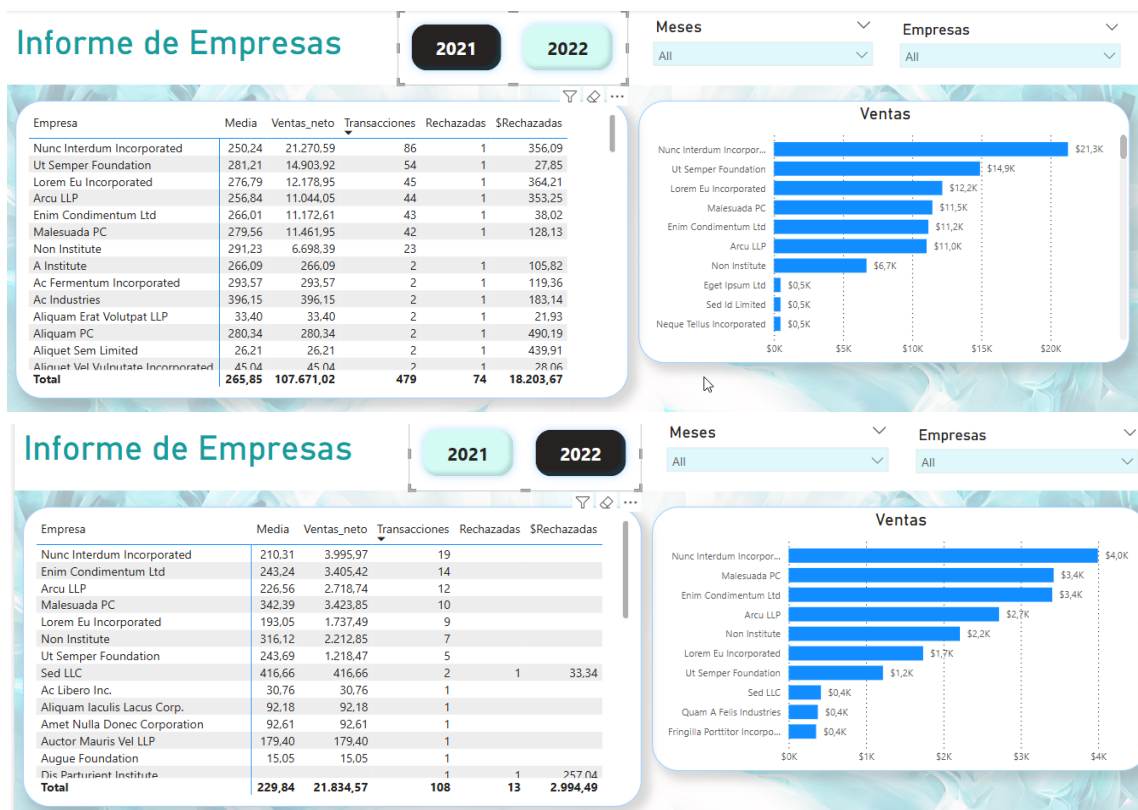 Informe de Empresas
2021
2022
Meses
All
Empresas
All
Empresa Media Ventas_neto Transacciones Rechazadas $Rechazadas
Nunc Interdum Incorporated 250,24 21.270,59 86 1 356,09
Ut Semper Foundation 281,21 14.903,92 54 1 27,85
Lorem Eu Incorporated 276,79 12.178,95 45 1 364,21
Arcu LLP 256,84 11.044,05 44 1 353,25
Enim Condimentum Ltd 266,01 11.172,61 43 1 38,02
Malesuada PC 279,56 11.461,95 42 1 128,13
Non Institute 291,23 6.698,39 23
A Institute 266,09 266,09 2 1 105,82
Ac Fermentum Incorporated 293,57 293,57 2 1 119,36
Ac Industries 396,15 396,15 2 1 183,14
Aliquam Erat Volutpat LLP 33,40 33,40 2 1 21,93
Aliquam PC 280,34 280,34 2 1 490,19
Aliquet Sem Limited 26,21 26,21 2 1 439,91
Aliquet Vel Vulputate Incorporated 45,04 45,04 2 1 28,06
Total 265,85 107.671,02 479 74 18.203,67
Ventas
Nunc Interdum Incorpor... $21,3K
Ut Semper Foundation $14,9K
Lorem Eu Incorporated $12,2K
Malesuada PC $11,5K
Enim Condimentum Ltd $11,2K
Arcu LLP $11,0K
Non Institute $6,7K
Eget Ipsum Ltd $0,5K
Sed Id Limited $0,5K
Neque Tellus Incorporated $0,5K
$0K $5K $10K $15K $20K
Informe de Empresas
2021
2022
Meses
All
Empresas
All
Empresa Media Ventas_neto Transacciones Rechazadas $Rechazadas
Nunc Interdum Incorporated 210,31 3.995,97 19
Enim Condimentum Ltd 243,24 3.405,42 14
Arcu LLP 226,56 2.718,74 12
Malesuada PC 342,39 3.423,85 10
Lorem Eu Incorporated 193,05 1.737,49 9
Non Institute 316,12 2.212,85 7
Ut Semper Foundation 243,69 1.218,47 5
Sed LLC 416,66 416,66 2 1 33,34
Ac Libero Inc. 30,76 30,76 1
Aliquam Iaculis Lacus Corp. 92,18 92,18 1
Amet Nulla Donec Corporation 92,61 92,61 1
Auctor Mauris Vel LLP 179,40 179,40 1
Augue Foundation 15,05 15,05 1
Dis Parturient Institute 1 1 257,04
Total 229,84 21.834,57 108 13 2.994,49
Ventas
Nunc Interdum Incorpor... $4,0K
Malesuada PC $3,4K
Enim Condimentum Ltd $3,4K
Arcu LLP $2,7K
Non Institute $2,2K
Lorem Eu Incorporated $1,7K
Ut Semper Foundation $1,2K
Sed LLC $0,4K
Quam A Felis Industries $0,4K
Fringilla Porttitor Incorpo... $0,4K
$0K $1K $2K $3K $4K